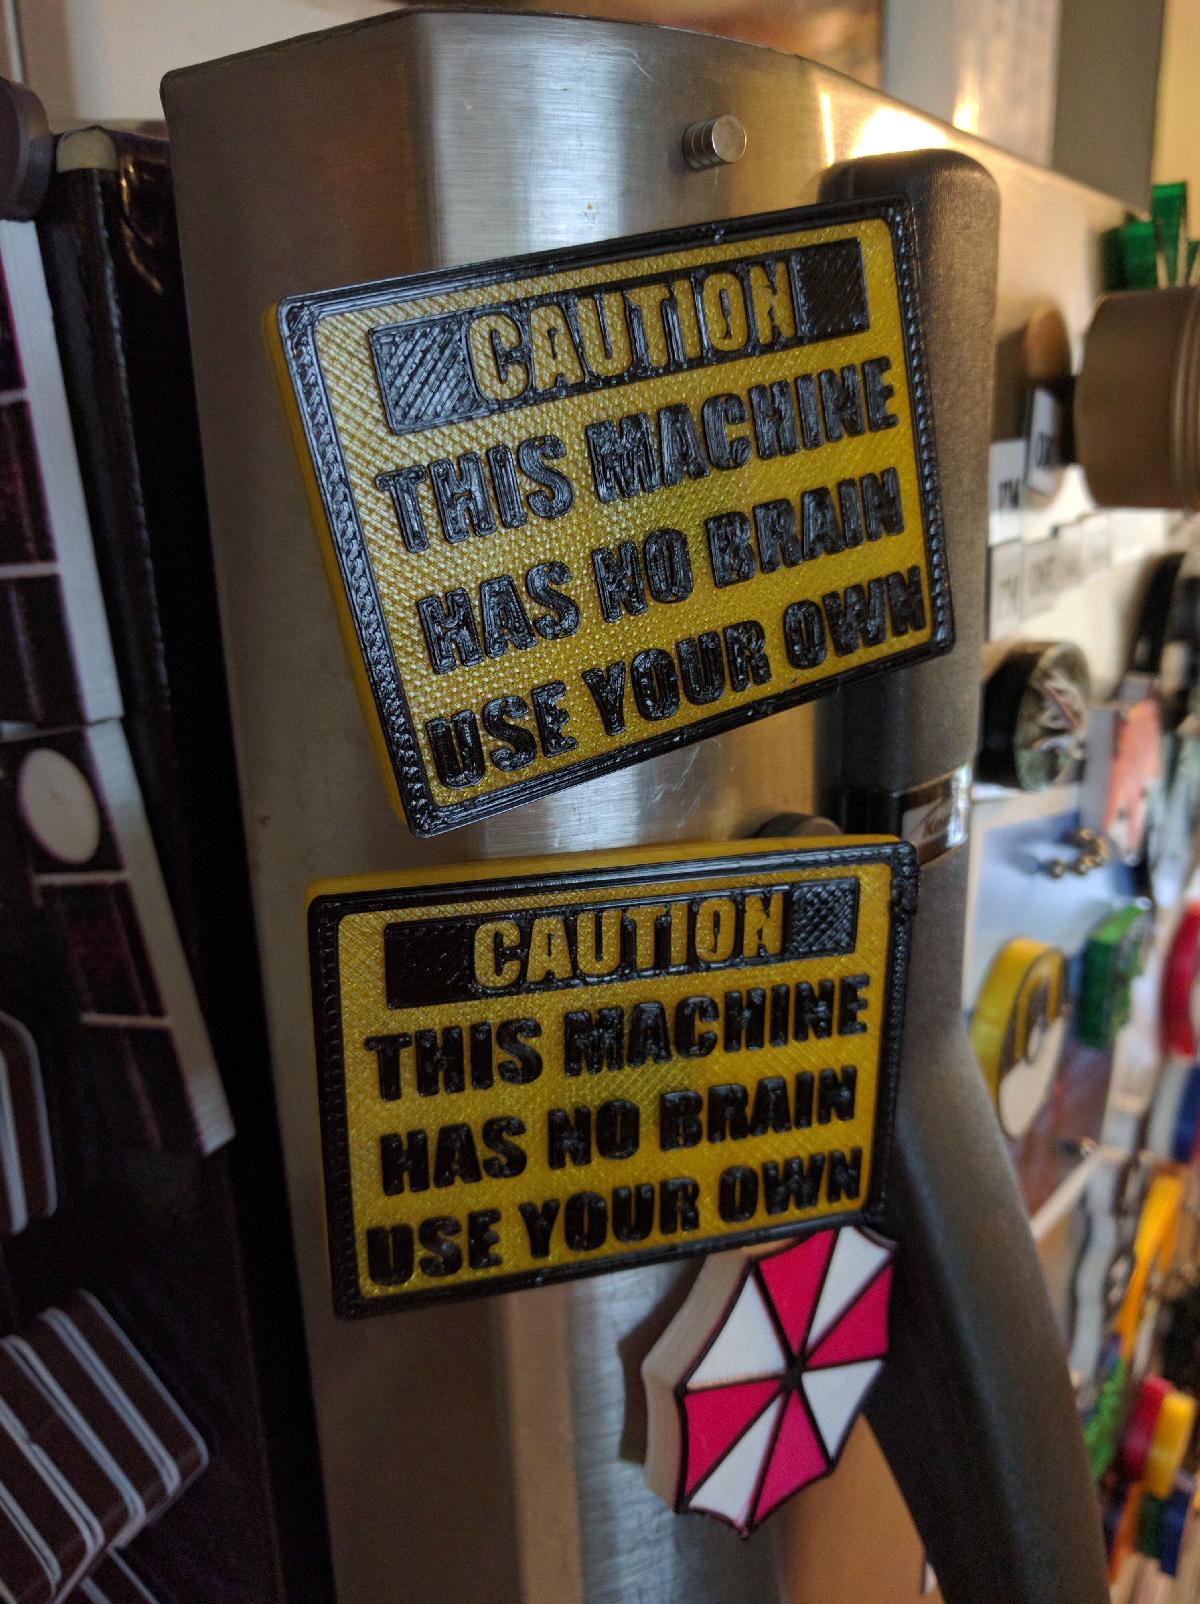 CAUTION
THIS MACHINE
HAS NO BRAIN
USE YOUR OWN
CAUTION
THIS MACHINE
HAS NO BRAIN
USE YOUR OWN